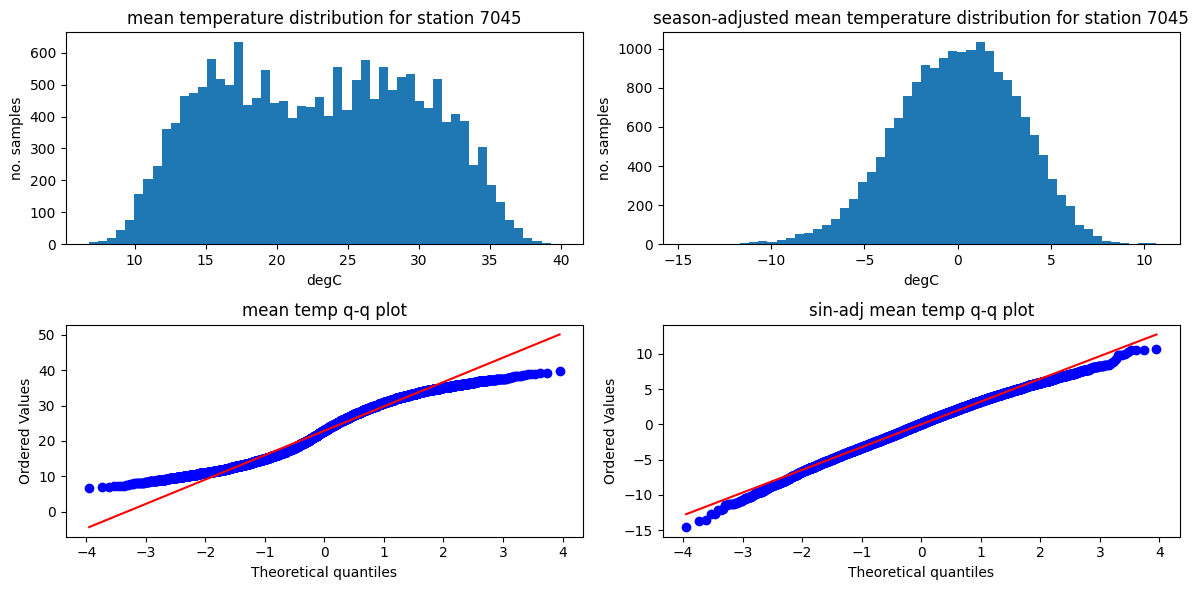 mean temperature distribution for station 7045
no. samples
600
500
400
300
200
100
0
10 15 20 25 30 35 40
degC
season-adjusted mean temperature distribution for station 7045
no. samples
1000
800
600
400
200
0
−15 −10 −5 0 5 10
degC
mean temp q-q plot
Ordered Values
50
40
30
20
10
0
−4 −3 −2 −1 0 1 2 3 4
Theoretical quantiles
sin-adj mean temp q-q plot
Ordered Values
10
5
0
−5
−10
−15
−4 −3 −2 −1 0 1 2 3 4
Theoretical quantiles